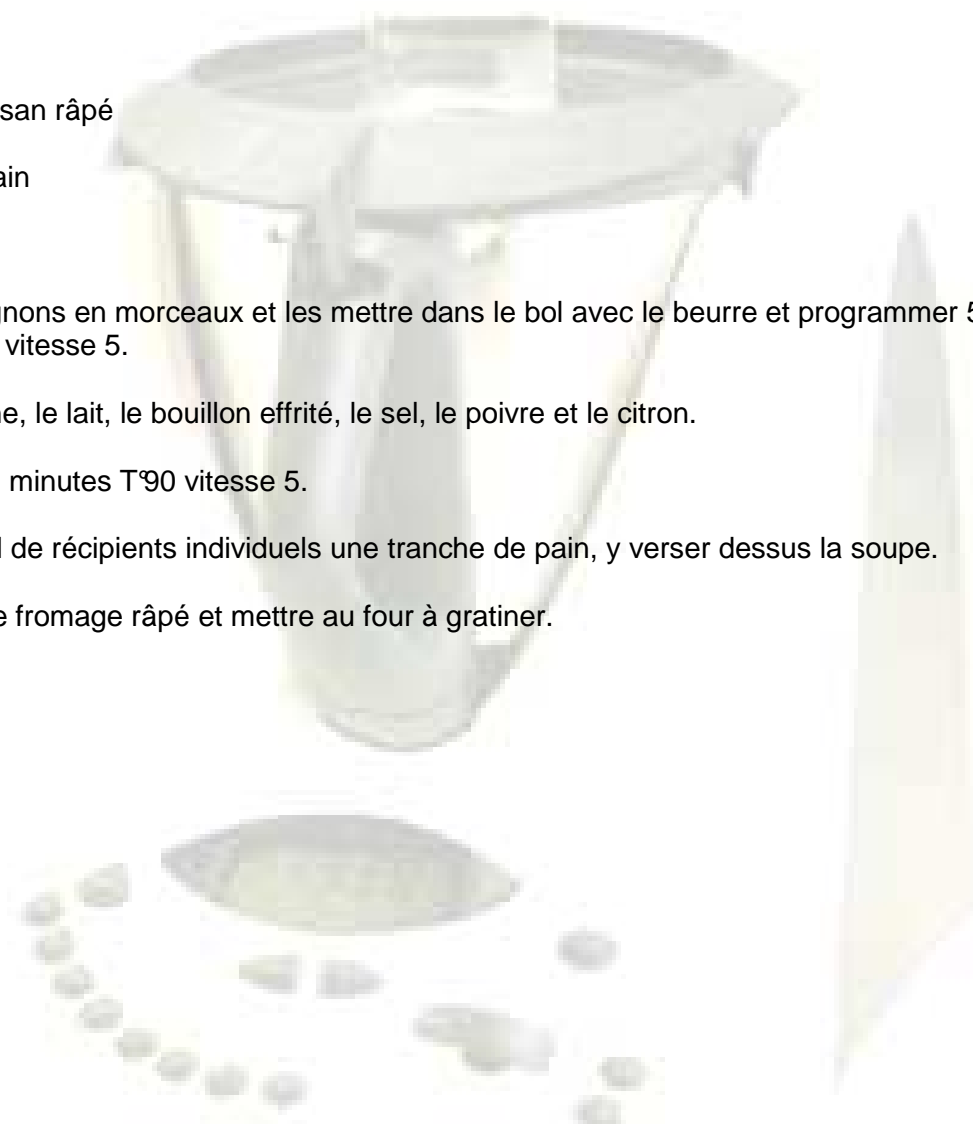 san râpé
ain
gnons en morceaux et les mettre dans le bol avec le beurre et programmer 5
vitesse 5.
ne, le lait, le bouillon effrité, le sel, le poivre et le citron.
minutes T°90 vitesse 5.
d de récipients individuels une tranche de pain, y verser dessus la soupe.
e fromage râpé et mettre au four à gratiner.